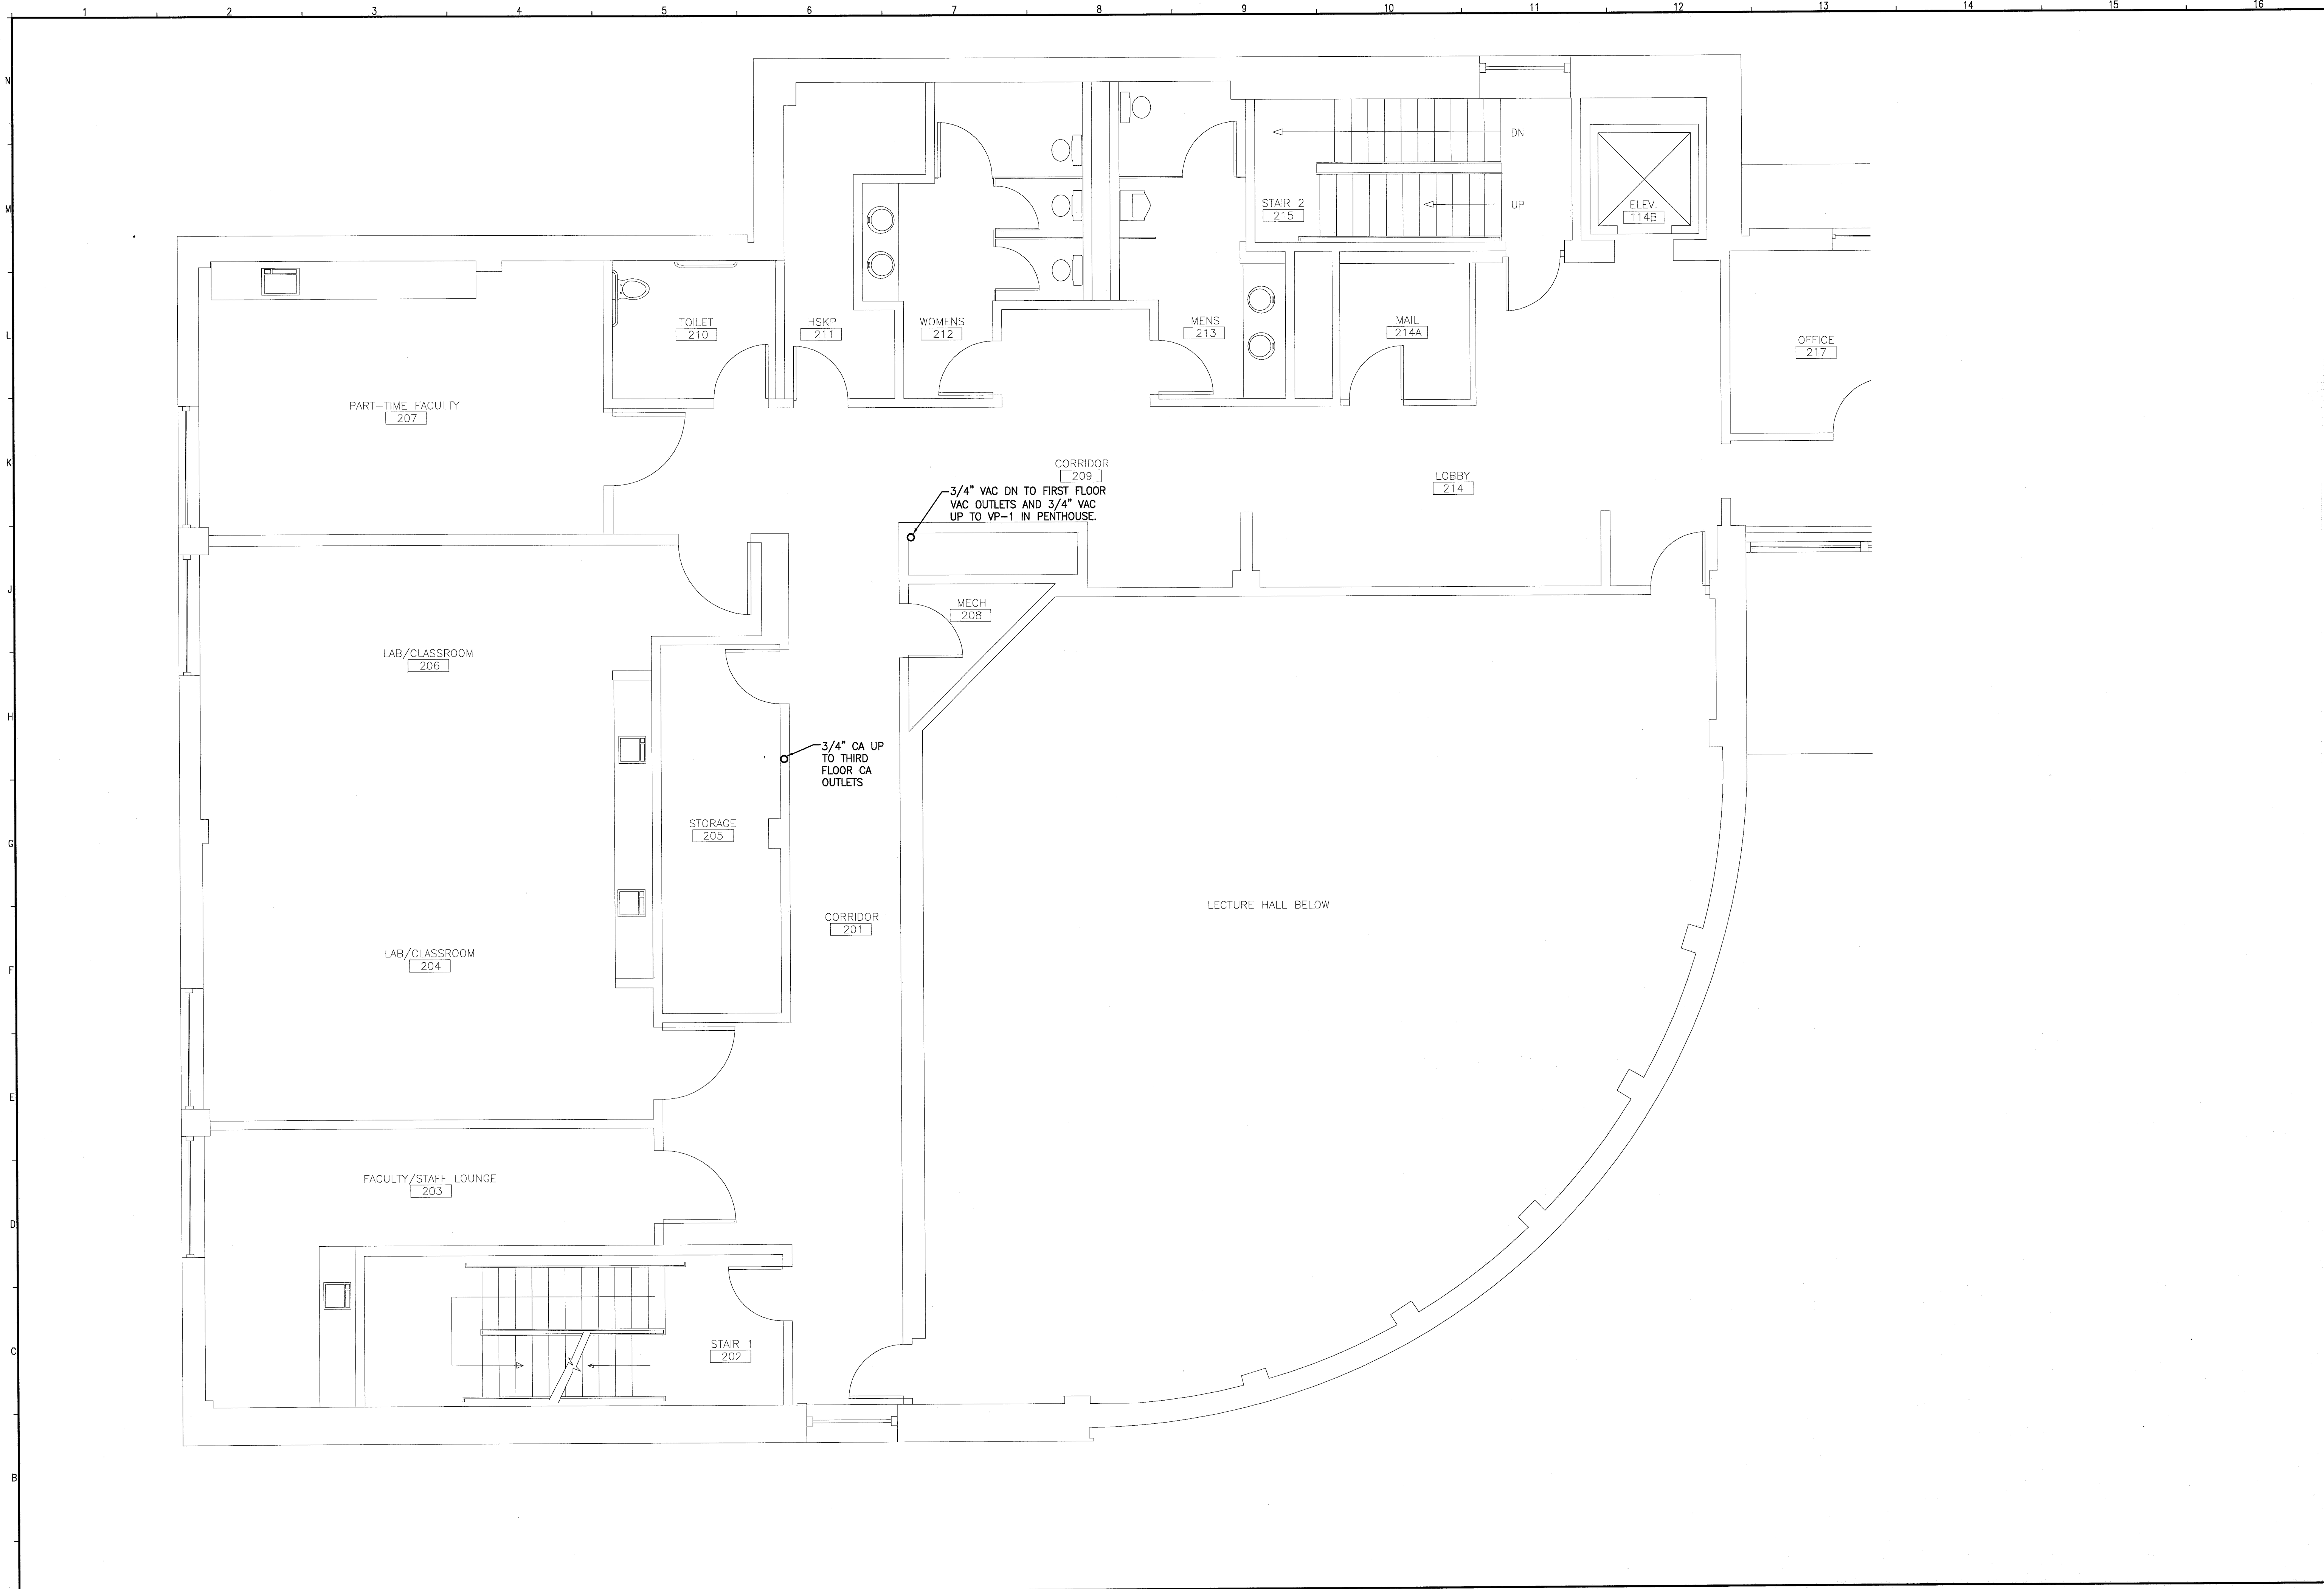 1 2 3 4 5 6 7 8 9 10 11 12 13 14 15 16
N
DN
M
STAIR 2
215
UP
ELEV.
114B
L
TOILET
210
HSKP
211
WOMENS
212
MENS
213
MAIL
214A
OFFICE
217
PART-TIME FACULTY
207
K
CORRIDOR
209
LOBBY
214
3/4" VAC DN TO FIRST FLOOR
VAC OUTLETS AND 3/4" VAC
UP TO VP-1 IN PENTHOUSE.
J
MECH
208
LAB/CLASSROOM
206
H
3/4" CA UP
TO THIRD
FLOOR CA
OUTLETS
STORAGE
205
G
LECTURE HALL BELOW
CORRIDOR
201
LAB/CLASSROOM
204
F
E
FACULTY/STAFF LOUNGE
203
D
STAIR 1
202
C
B